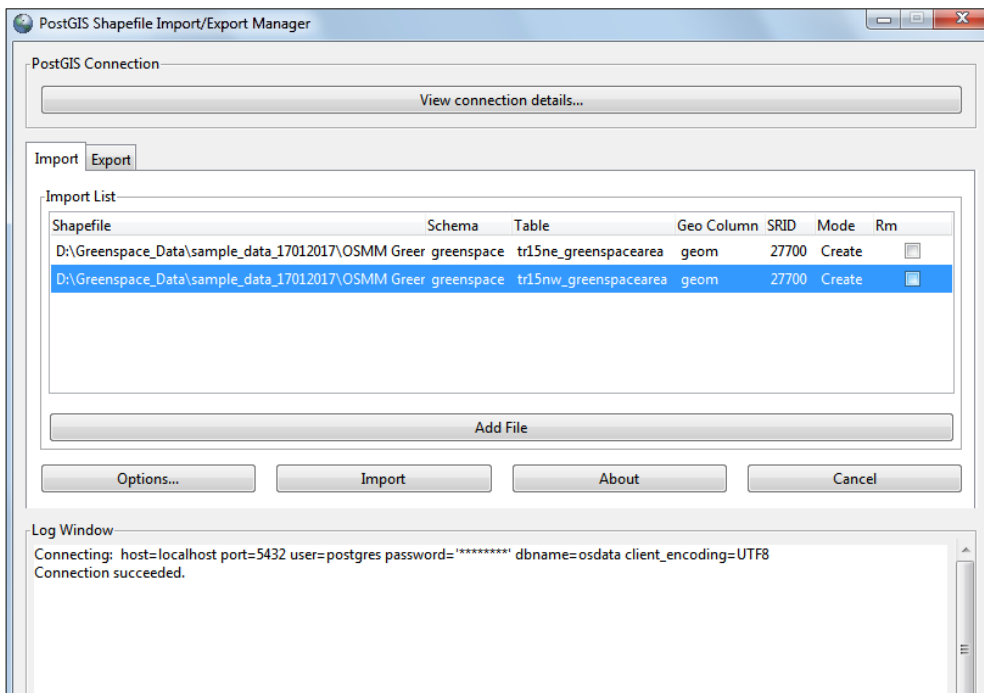 PostGIS Shapefile Import/Export Manager
PostGIS Connection
View connection details...
Import Export
Import List
Shapefile Schema Table Geo Column SRID Mode Rm
D:\Greenspace_Data\sample_data_17012017\OSMM Greer greenspace tr15ne_greenspacearea geom 27700 Create
D:\Greenspace_Data\sample_data_17012017\OSMM Greer greenspace tr15nw_greenspacearea geom 27700 Create
Add File
Options... Import About Cancel
Log Window
Connecting: host=localhost port=5432 user=postgres password='********' dbname=osdata client_encoding=UTF8
Connection succeeded.